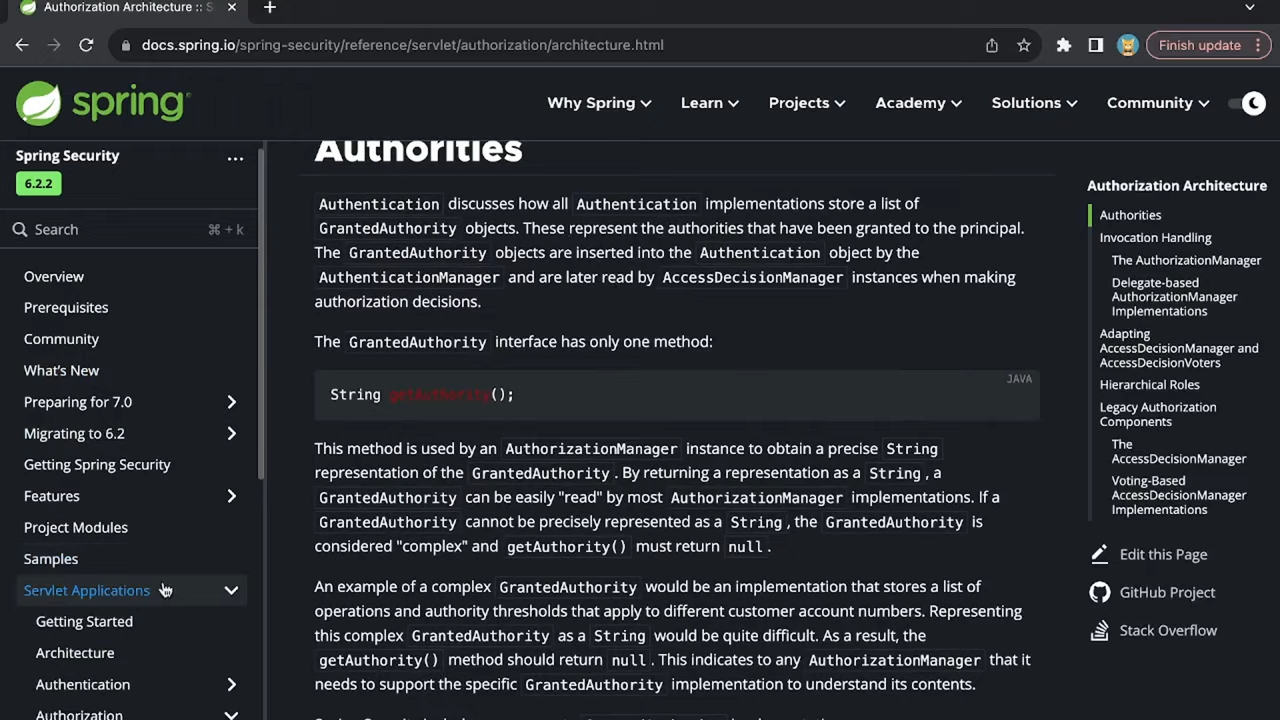 Authorization Architecture :: S
docs.spring.io/spring-security/reference/servlet/authorization/architecture.html
Finish update
spring
Why Spring
Learn
Projects
Academy
Solutions
Community
Spring Security
6.2.2
Search
⌘ + k
Overview
Prerequisites
Community
What's New
Preparing for 7.0
Migrating to 6.2
Getting Spring Security
Features
Project Modules
Samples
Servlet Applications
Getting Started
Architecture
Authentication
Authorization
Authorities
Authentication discusses how all Authentication implementations store a list of
GrantedAuthority objects. These represent the authorities that have been granted to the principal.
The GrantedAuthority objects are inserted into the Authentication object by the
AuthenticationManager and are later read by AccessDecisionManager instances when making
authorization decisions.
The GrantedAuthority interface has only one method:
JAVA
String getAuthority();
This method is used by an AuthorizationManager instance to obtain a precise String
representation of the GrantedAuthority. By returning a representation as a String, a
GrantedAuthority can be easily "read" by most AuthorizationManager implementations. If a
GrantedAuthority cannot be precisely represented as a String, the GrantedAuthority is
considered "complex" and getAuthority() must return null.
An example of a complex GrantedAuthority would be an implementation that stores a list of
operations and authority thresholds that apply to different customer account numbers. Representing
this complex GrantedAuthority as a String would be quite difficult. As a result, the
getAuthority() method should return null. This indicates to any AuthorizationManager that it
needs to support the specific GrantedAuthority implementation to understand its contents.
Authorization Architecture
Authorities
Invocation Handling
The AuthorizationManager
Delegate-based
AuthorizationManager
Implementations
Adapting
AccessDecisionManager and
AccessDecisionVoters
Hierarchical Roles
Legacy Authorization
Components
The
AccessDecisionManager
Voting-Based
AccessDecisionManager
Implementations
Edit this Page
GitHub Project
Stack Overflow